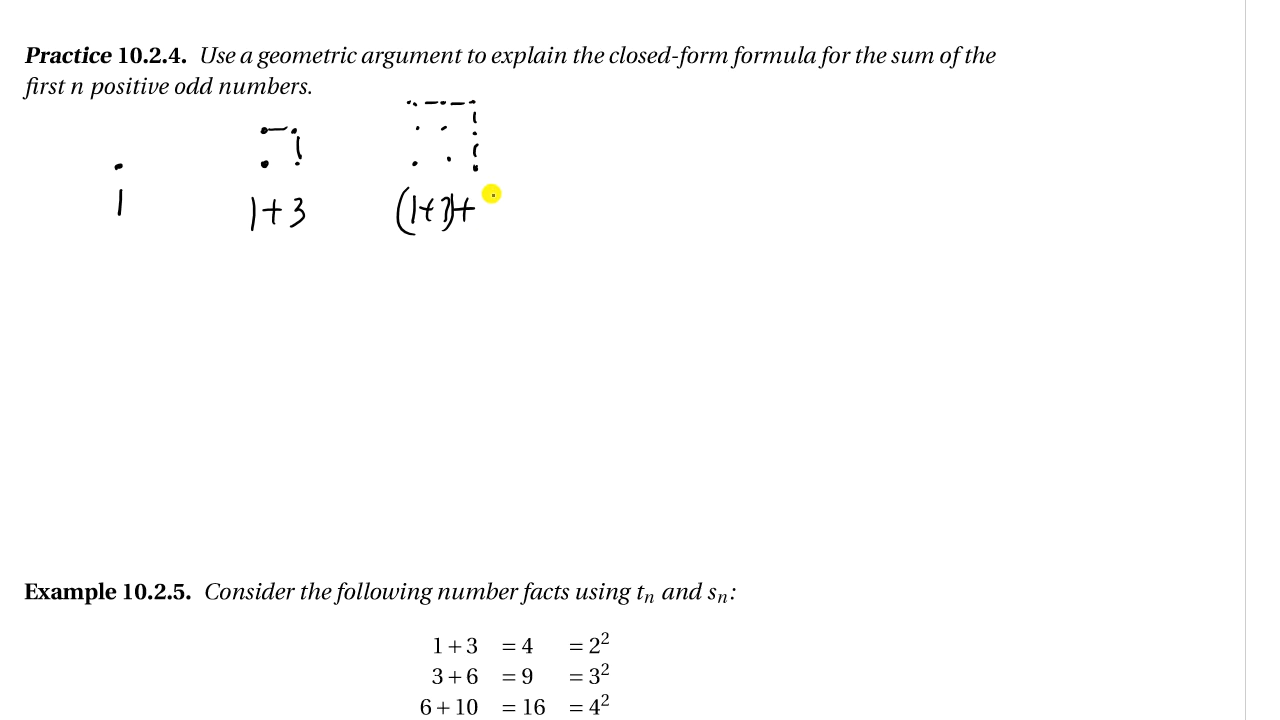 Practice 10.2.4. Use a geometric argument to explain the closed-form formula for the sum of the
first n positive odd numbers.
1 1+3 (1+3)+
Example 10.2.5. Consider the following number facts using tₙ and sₙ:
1+3 = 4 = 2²
3+6 = 9 = 3²
6+10 = 16 = 4²